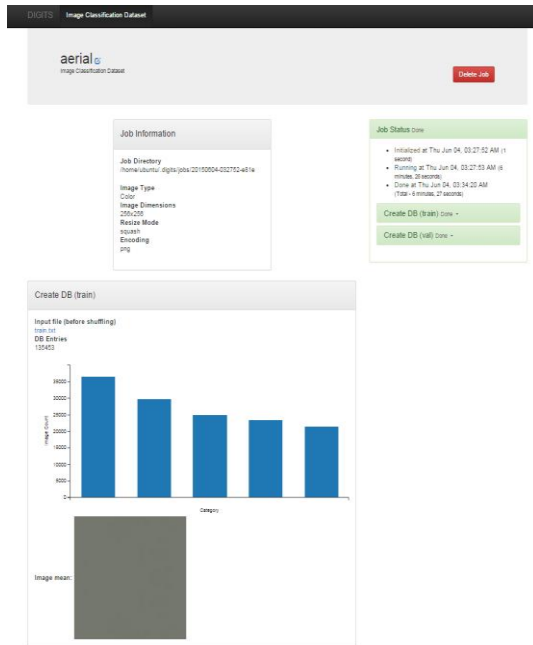 DIGITS Image Classification Dataset
aerial
Image Classification Dataset
Delete Job
Job Information
Job Directory
/home/ubuntu/.digits/jobs/20150604-032752-e81e
Image Type
Color
Image Dimensions
256x256
Resize Mode
squash
Encoding
png
Job Status Done
Initialized at Thu Jun 04, 03:27:52 AM (1
second)
Running at Thu Jun 04, 03:27:53 AM (6
minutes, 26 seconds)
Done at Thu Jun 04, 03:34:20 AM
(Total - 6 minutes, 27 seconds)
Create DB (train) Done
Create DB (val) Done
Create DB (train)
Input file (before shuffling)
train.txt
DB Entries
135453
35000
30000
25000
20000
15000
10000
5000
0
Image Count
Category
Image mean: